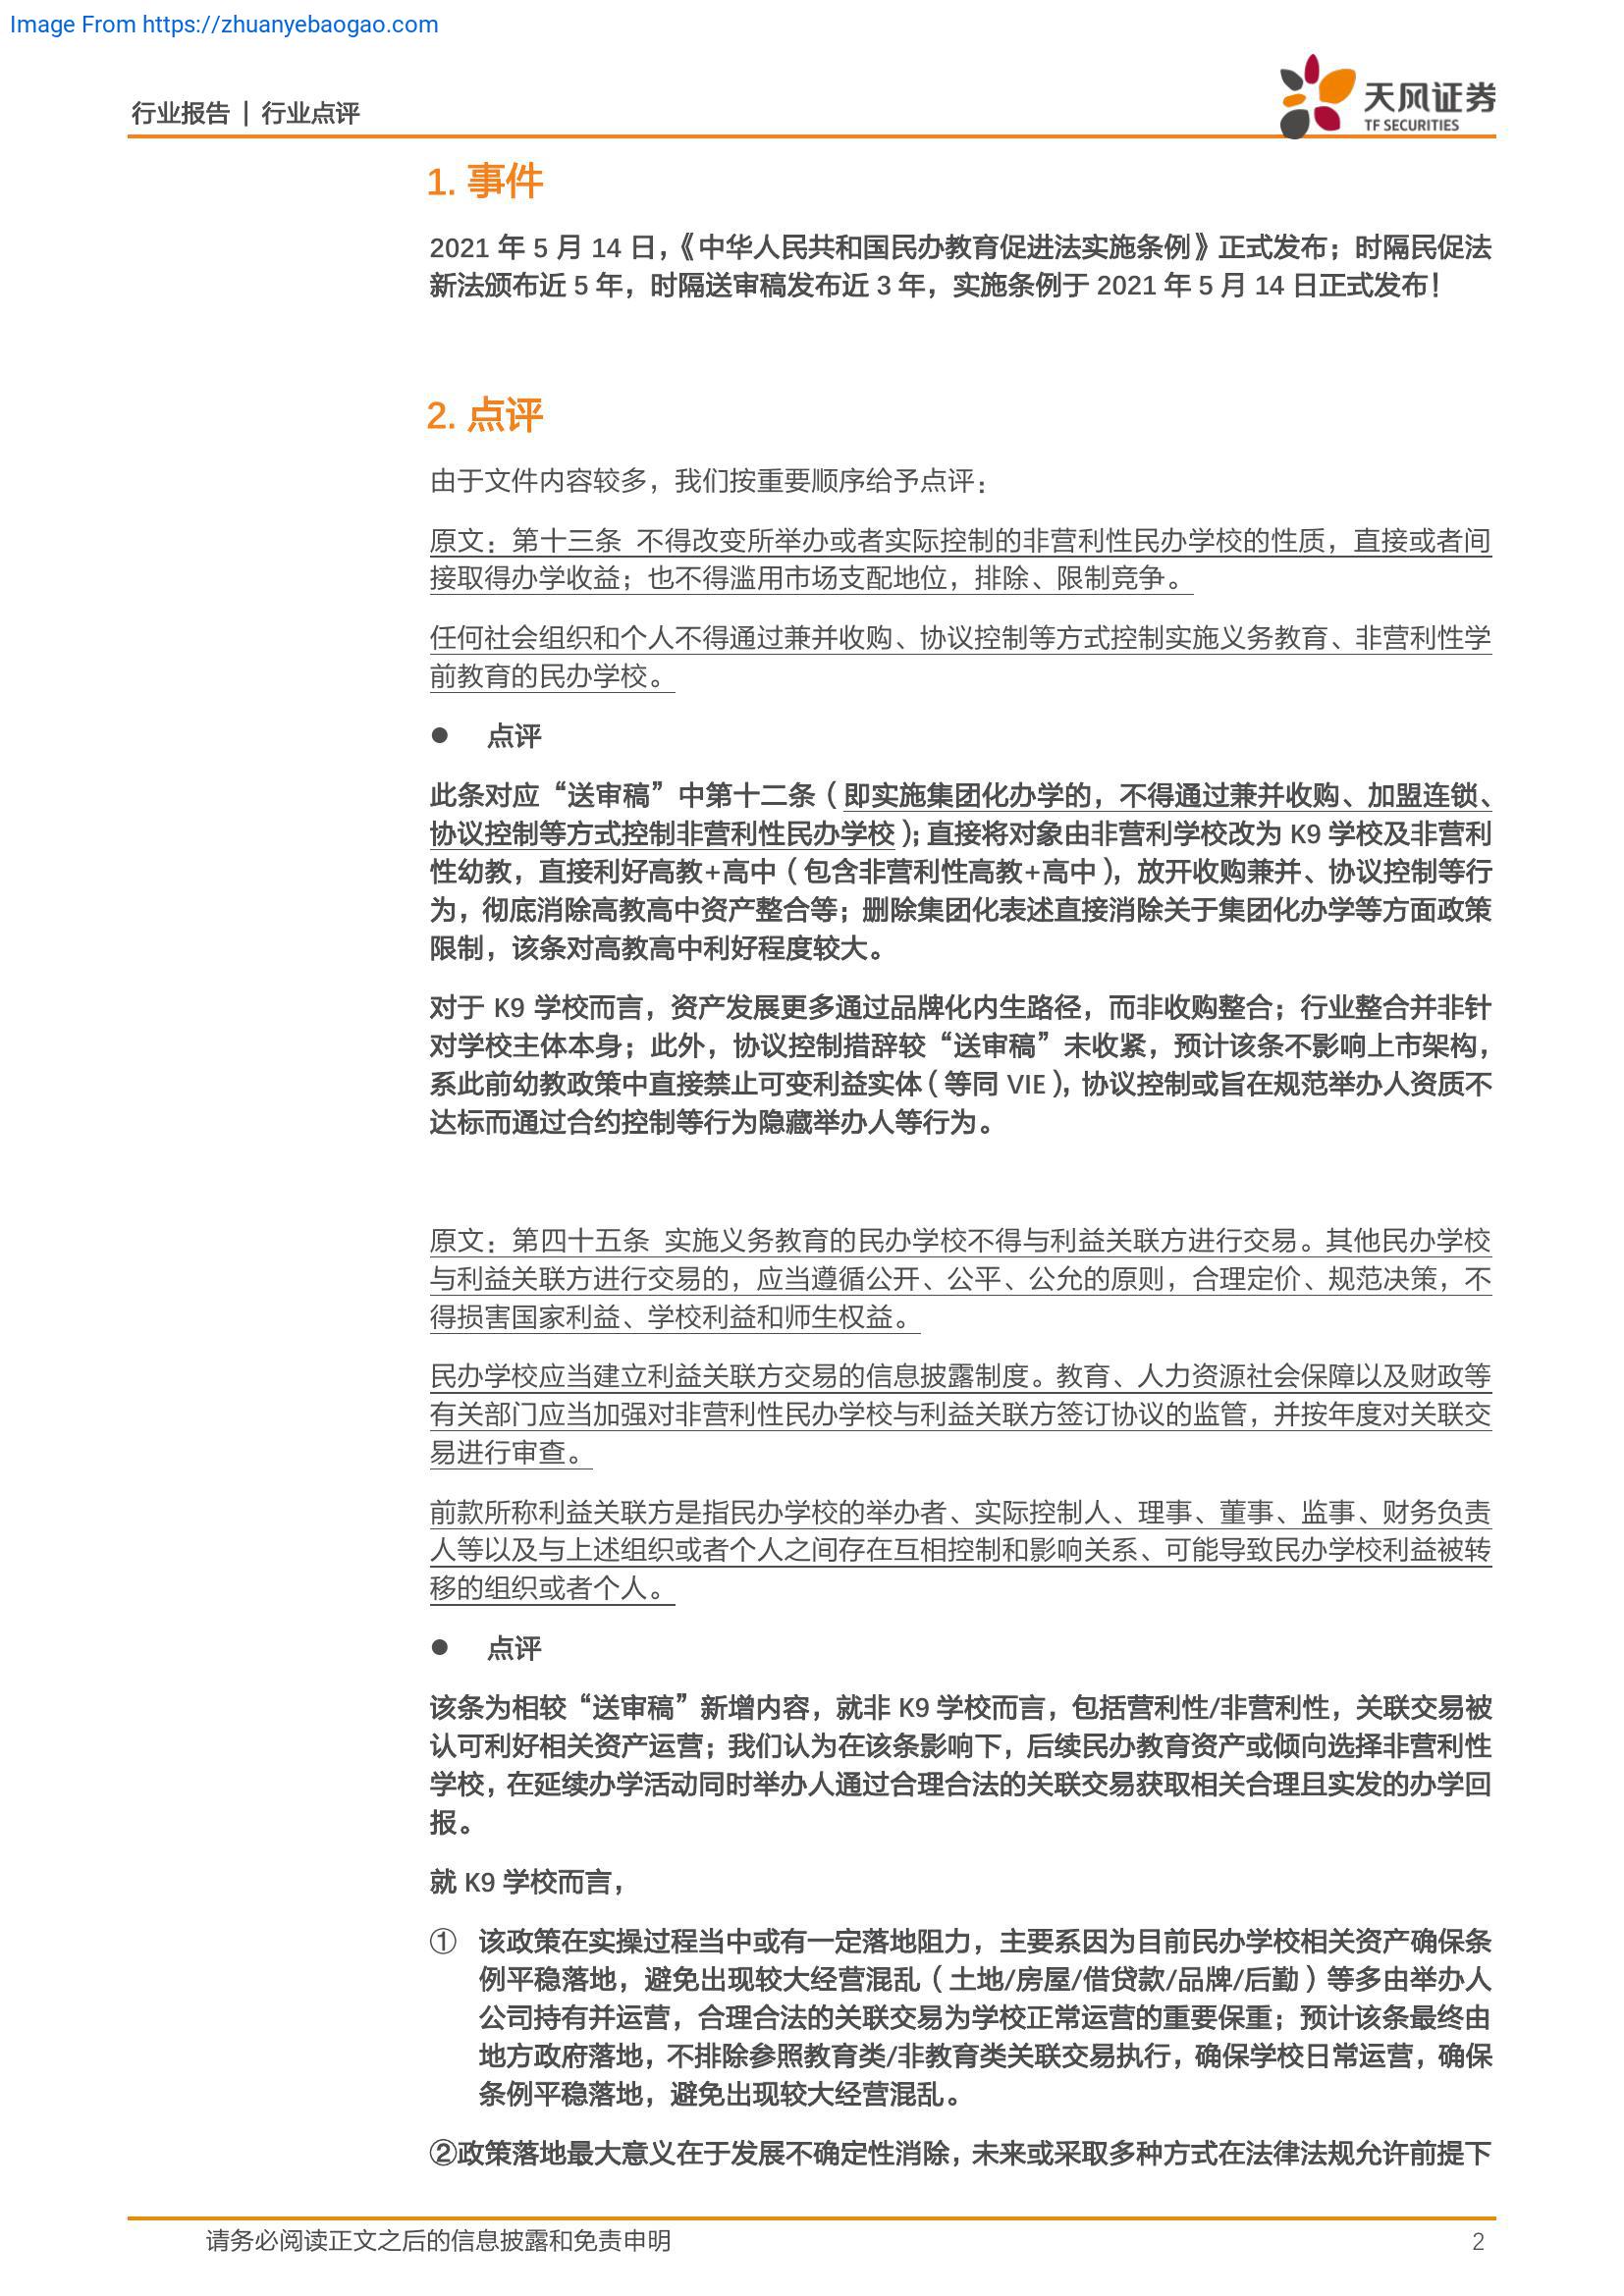 Image From https://zhuanyebaogao.com
行业报告 | 行业点评
天风证券
TF SECURITIES
1. 事件
2021 年 5 月 14 日，《中华人民共和国民办教育促进法实施条例》正式发布；时隔民促法
新法颁布近 5 年，时隔送审稿发布近 3 年，实施条例于 2021 年 5 月 14 日正式发布！
2. 点评
由于文件内容较多，我们按重要顺序给予点评：
原文：第十三条 不得改变所举办或者实际控制的非营利性民办学校的性质，直接或者间
接取得办学收益；也不得滥用市场支配地位，排除、限制竞争。
任何社会组织和个人不得通过兼并收购、协议控制等方式控制实施义务教育、非营利性学
前教育的民办学校。
● 点评
此条对应“送审稿”中第十二条（即实施集团化办学的，不得通过兼并收购、加盟连锁、
协议控制等方式控制非营利性民办学校）；直接将对象由非营利学校改为 K9 学校及非营利
性幼教，直接利好高教+高中（包含非营利性高教+高中），放开收购兼并、协议控制等行
为，彻底消除高教高中资产整合等；删除集团化表述直接消除关于集团化办学等方面政策
限制，该条对高教高中利好程度较大。
对于 K9 学校而言，资产发展更多通过品牌化内生路径，而非收购整合；行业整合并非针
对学校主体本身；此外，协议控制措辞较“送审稿”未收紧，预计该条不影响上市架构，
系此前幼教政策中直接禁止可变利益实体（等同 VIE），协议控制或旨在规范举办人资质不
达标而通过合约控制等行为隐藏举办人等行为。
原文：第四十五条 实施义务教育的民办学校不得与利益关联方进行交易。其他民办学校
与利益关联方进行交易的，应当遵循公开、公平、公允的原则，合理定价、规范决策，不
得损害国家利益、学校利益和师生权益。
民办学校应当建立利益关联方交易的信息披露制度。教育、人力资源社会保障以及财政等
有关部门应当加强对非营利性民办学校与利益关联方签订协议的监管，并按年度对关联交
易进行审查。
前款所称利益关联方是指民办学校的举办者、实际控制人、理事、董事、监事、财务负责
人等以及与上述组织或者个人之间存在互相控制和影响关系、可能导致民办学校利益被转
移的组织或者个人。
● 点评
该条为相较“送审稿”新增内容，就非 K9 学校而言，包括营利性/非营利性，关联交易被
认可利好相关资产运营；我们认为在该条影响下，后续民办教育资产或倾向选择非营利性
学校，在延续办学活动同时举办人通过合理合法的关联交易获取相关合理且实发的办学回
报。
就 K9 学校而言，
① 该政策在实操过程当中或有一定落地阻力，主要系因为目前民办学校相关资产确保条
例平稳落地，避免出现较大经营混乱（土地/房屋/借贷款/品牌/后勤）等多由举办人
公司持有并运营，合理合法的关联交易为学校正常运营的重要保重；预计该条最终由
地方政府落地，不排除参照教育类/非教育类关联交易执行，确保学校日常运营，确保
条例平稳落地，避免出现较大经营混乱。
②政策落地最大意义在于发展不确定性消除，未来或采取多种方式在法律法规允许前提下
请务必阅读正文之后的信息披露和免责申明
2